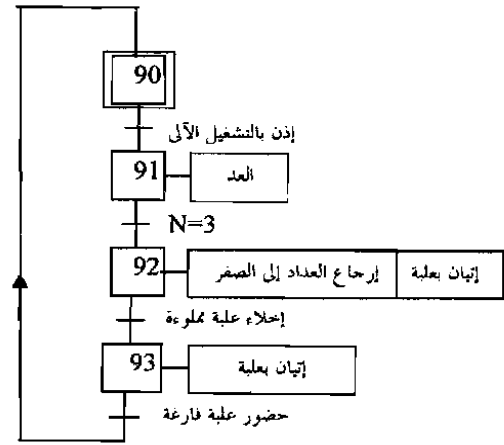 90
إذن بالتشغيل الآلى
91
العد
N=3
92
إرجاع العداد إلى الصفر
إتيان بعلبة
إخلاء علبة مملوءة
93
إتيان بعلبة
حضور علبة فارغة